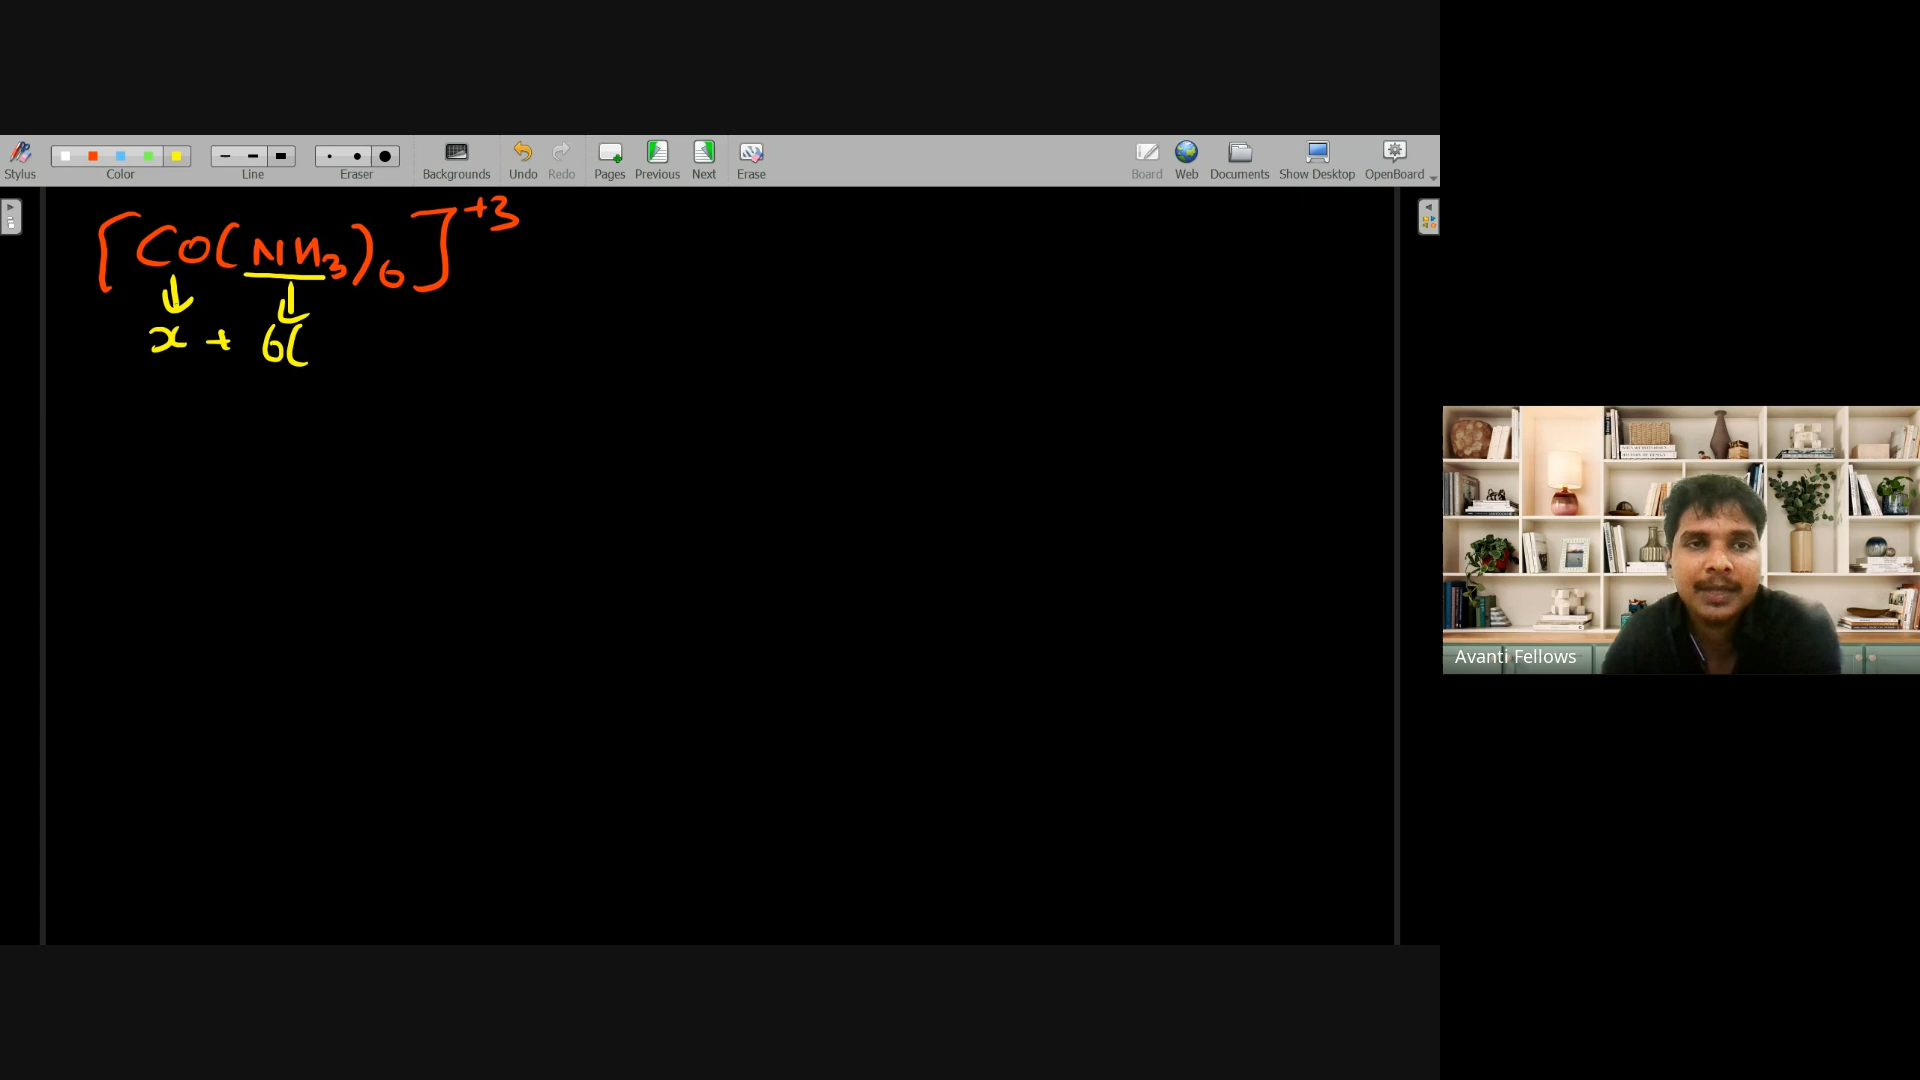 Stylus Color Line Eraser Backgrounds Undo Redo Pages Previous Next Erase Board Web Documents Show Desktop OpenBoard
[CO(NH3)6]+3
x + 6(
Avanti Fellows